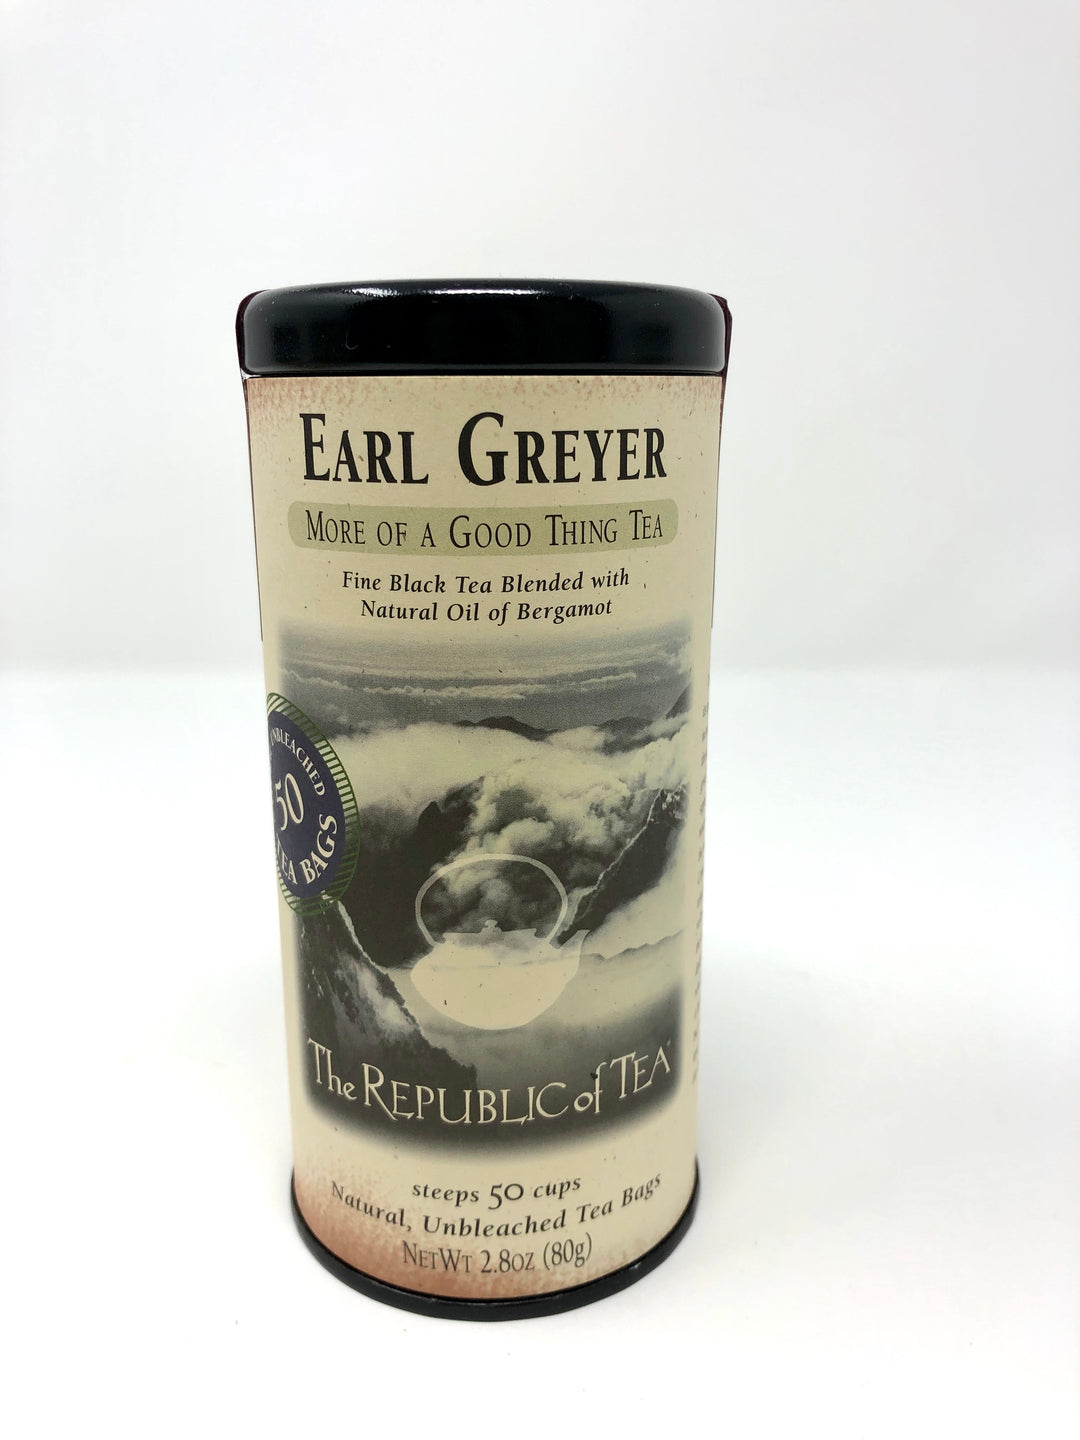 EARL GREYER
MORE OF A GOOD THING TEA
Fine Black Tea Blended with
Natural Oil of Bergamot
UNBLEACHED
50
TEA BAGS
The REPUBLIC of TEA
steeps 50 cups
Natural, Unbleached Tea Bags
NETWT 2.8OZ (80g)